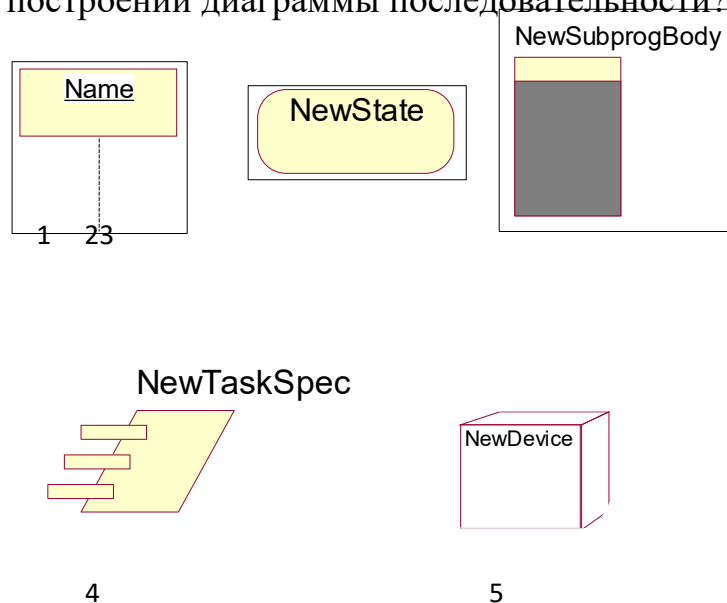 построении диаграммы последовательности?
NewSubprogBody
Name
NewState
1 23
NewTaskSpec
NewDevice
4 5